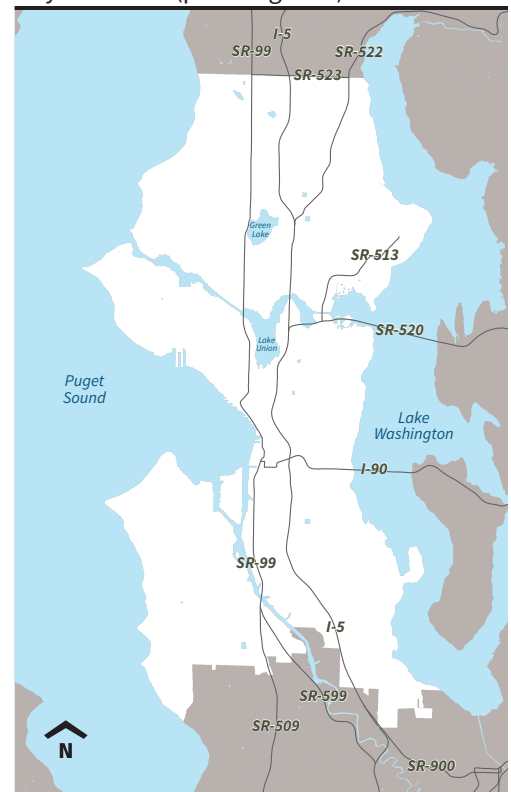 I-5
SR-99
SR-522
SR-523
Green
Lake
SR-513
SR-520
Lake
Union
Puget
Sound
Lake
Washington
I-90
SR-99
I-5
SR-599
SR-509
N
SR-900